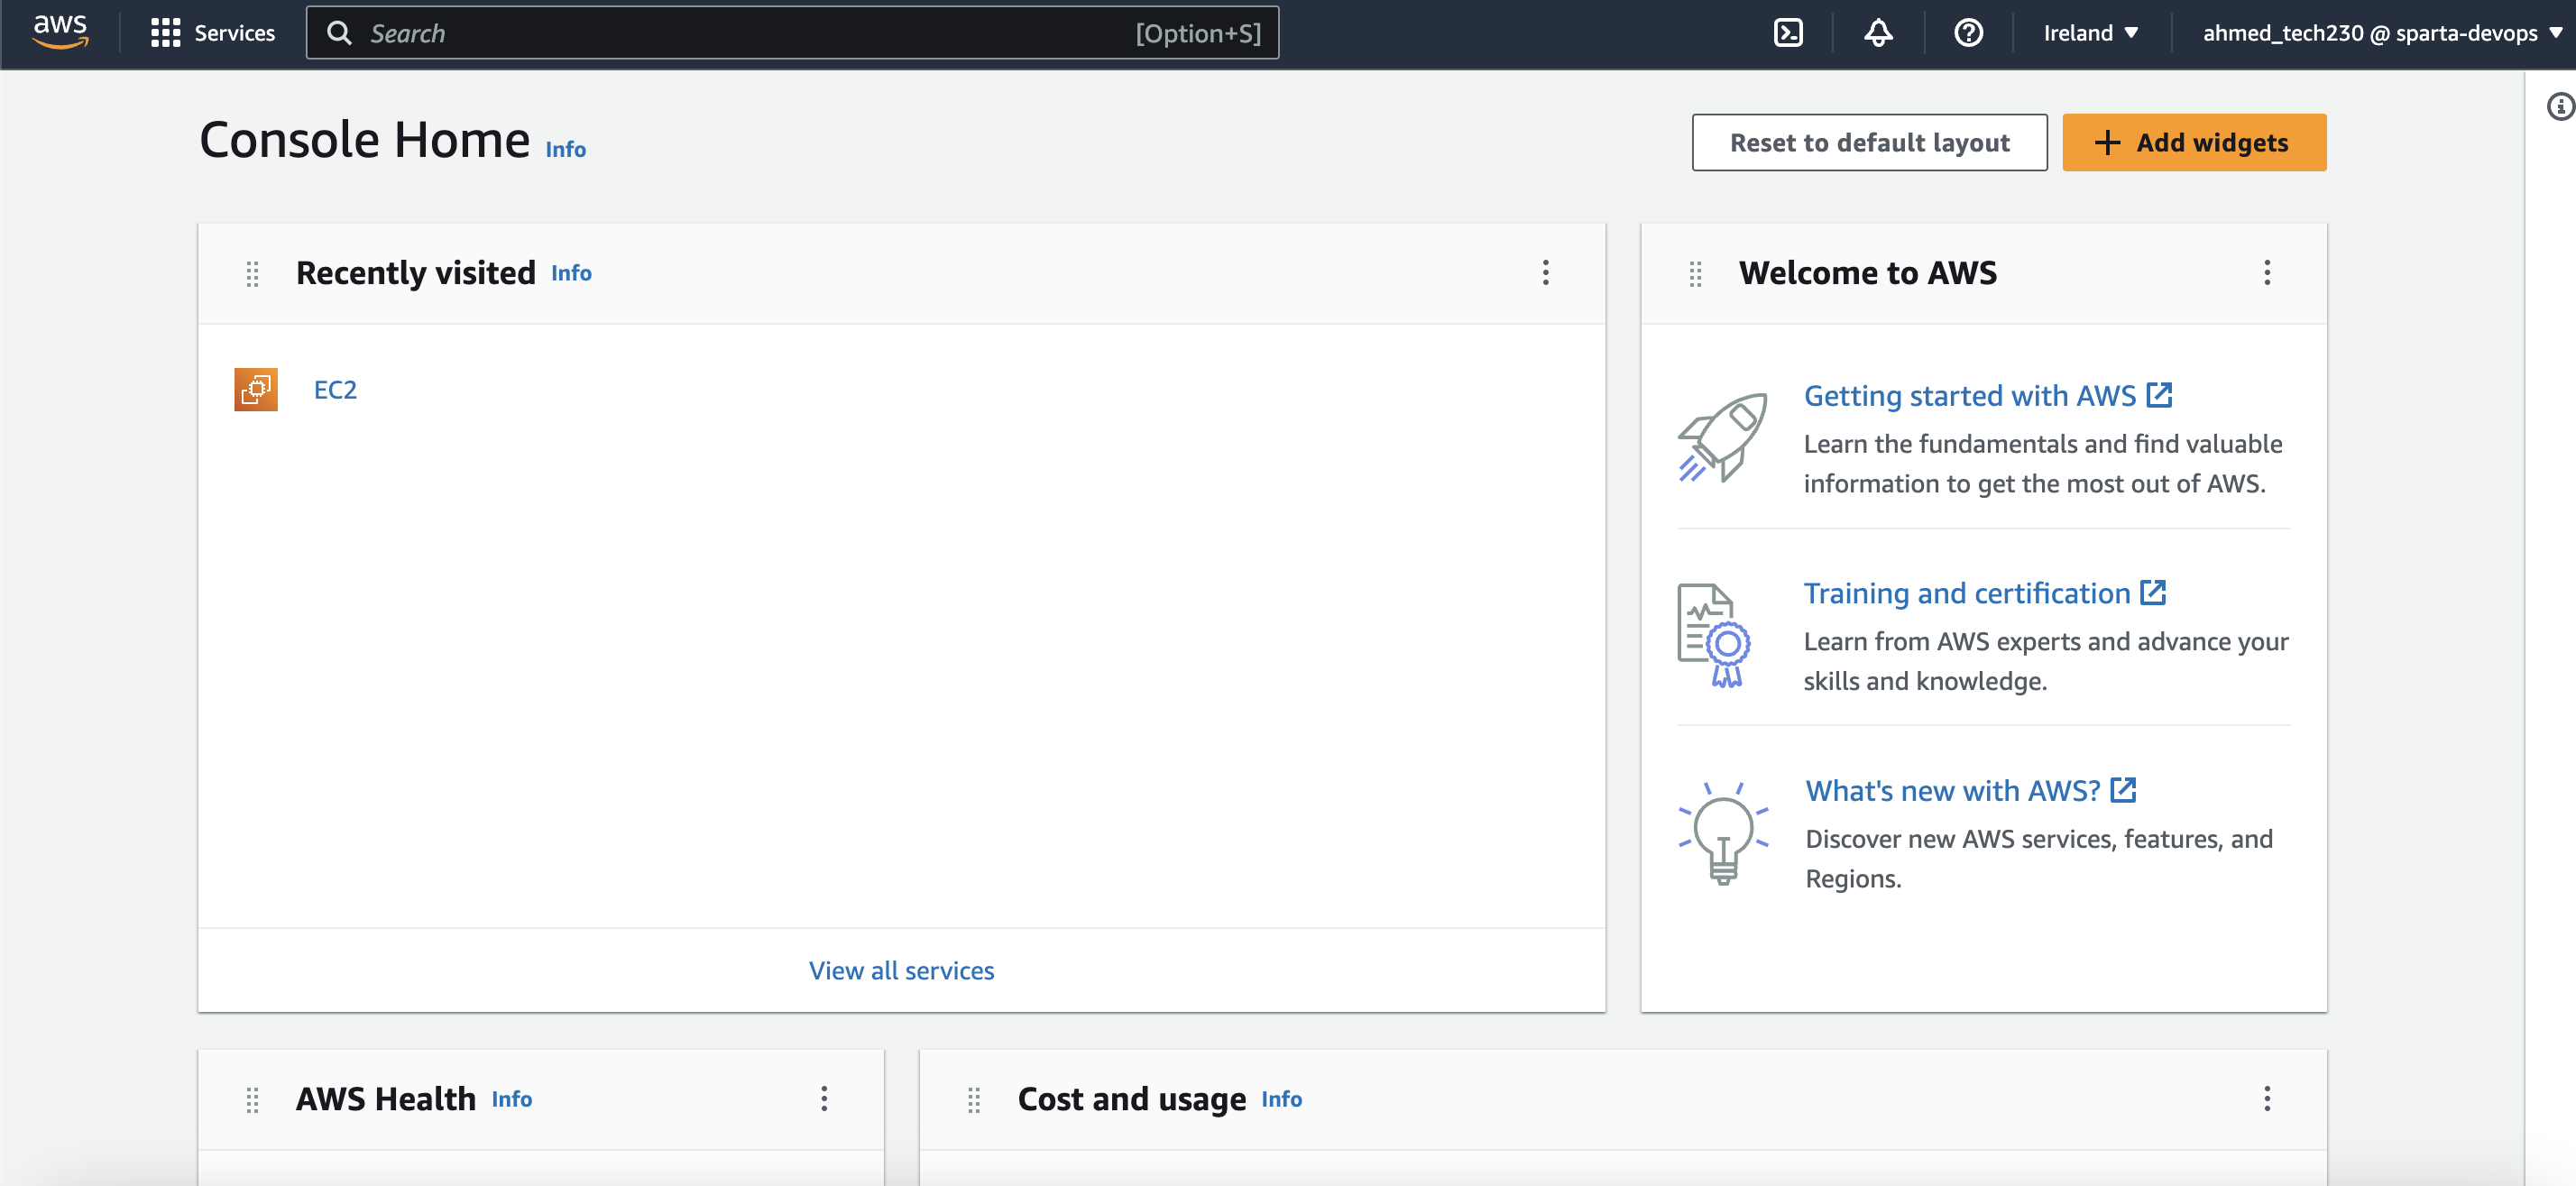 aws
Services
Search [Option+S]
Ireland
ahmed_tech230 @ sparta-devops
Console Home Info
Reset to default layout
Add widgets
Recently visited Info
EC2
View all services
Welcome to AWS
Getting started with AWS
Learn the fundamentals and find valuable
information to get the most out of AWS.
Training and certification
Learn from AWS experts and advance your
skills and knowledge.
What's new with AWS?
Discover new AWS services, features, and
Regions.
AWS Health Info
Cost and usage Info